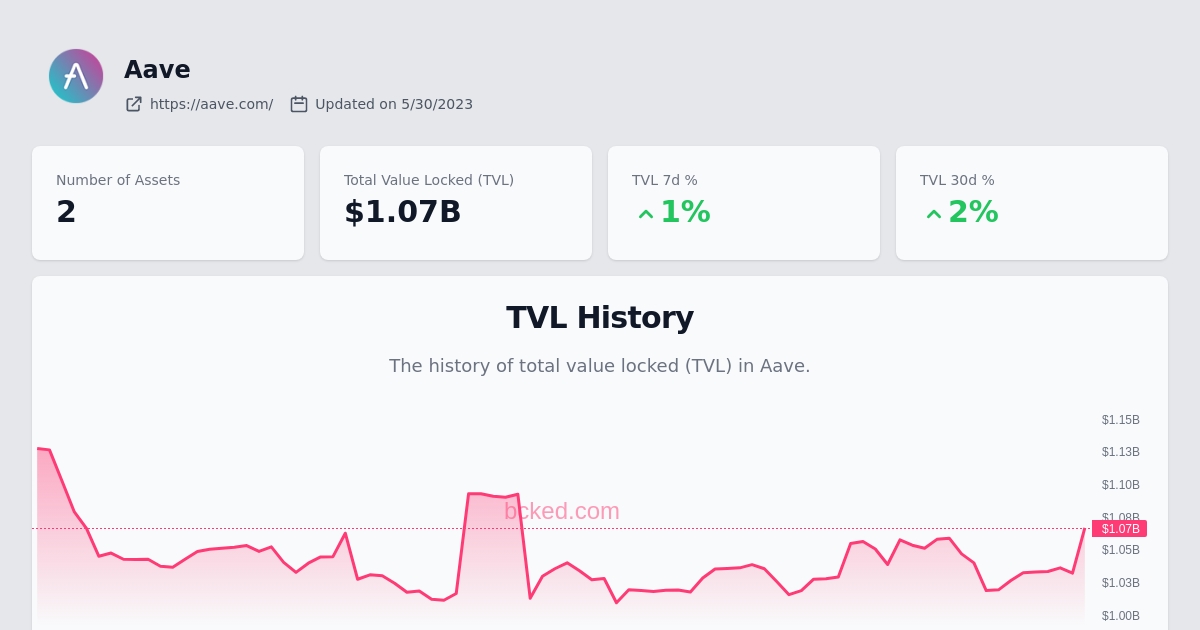 Aave
https://aave.com/ Updated on 5/30/2023
Number of Assets
2
Total Value Locked (TVL)
$1.07B
TVL 7d %
1%
TVL 30d %
2%
TVL History
The history of total value locked (TVL) in Aave.
$1.15B
$1.13B
$1.10B
bcked.com
$1.08B
$1.07B
$1.05B
$1.03B
$1.00B